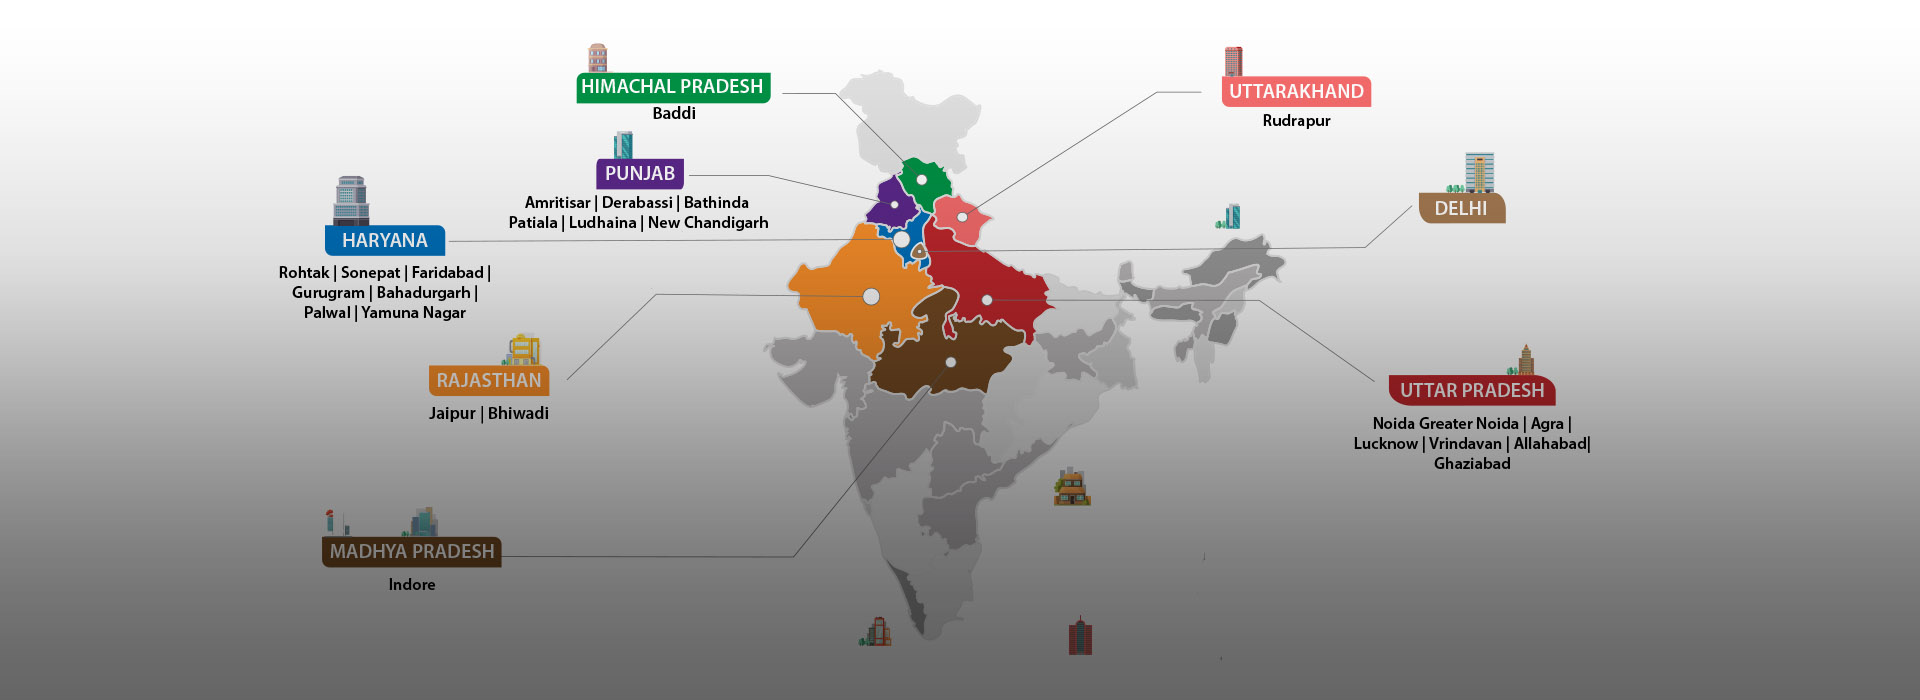 HIMACHAL PRADESH
Baddi
PUNJAB
Amritisar | Derabassi | Bathinda
Patiala | Ludhaina | New Chandigarh
HARYANA
Rohtak | Sonepat | Faridabad |
Gurugram | Bahadurgarh |
Palwal | Yamuna Nagar
RAJASTHAN
Jaipur | Bhiwadi
MADHYA PRADESH
Indore
UTTARAKHAND
Rudrapur
DELHI
UTTAR PRADESH
Noida Greater Noida | Agra |
Lucknow | Vrindavan | Allahabad|
Ghaziabad